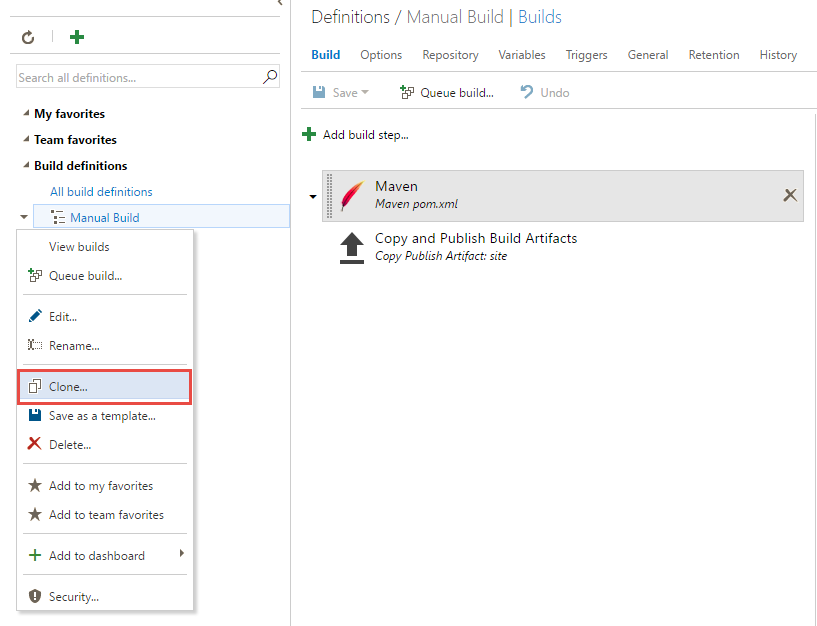 Search all definitions...
My favorites
Team favorites
Build definitions
All build definitions
Manual Build
View builds
Queue build...
Edit...
Rename...
Clone...
Save as a template...
Delete...
Add to my favorites
Add to team favorites
Add to dashboard
Security...
Definitions / Manual Build | Builds
Build Options Repository Variables Triggers General Retention History
Save Queue build... Undo
Add build step...
Maven
Maven pom.xml
Copy and Publish Build Artifacts
Copy Publish Artifact: site